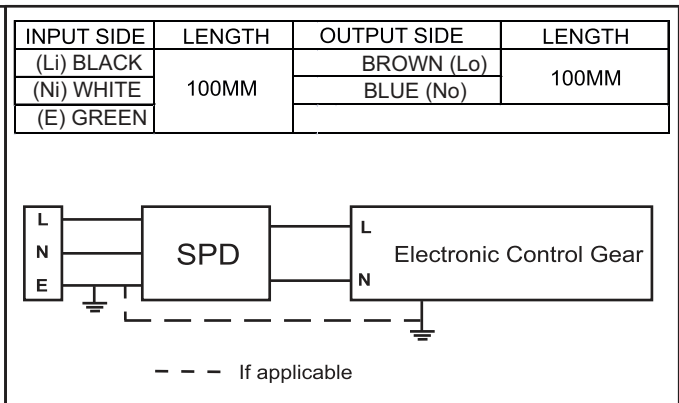 INPUT SIDE LENGTH OUTPUT SIDE LENGTH
(Li) BLACK 100MM BROWN (Lo) 100MM
(Ni) WHITE BLUE (No)
(E) GREEN
L
N
E
SPD
L
N
Electronic Control Gear
If applicable